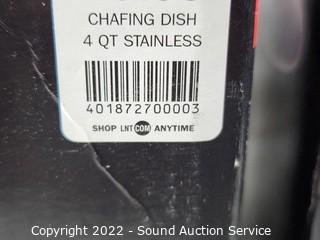 CHAFING DISH
4 QT STAINLESS
401872700003
SHOP LNT.COM ANYTIME
Copyright 2022 - Sound Auction Service